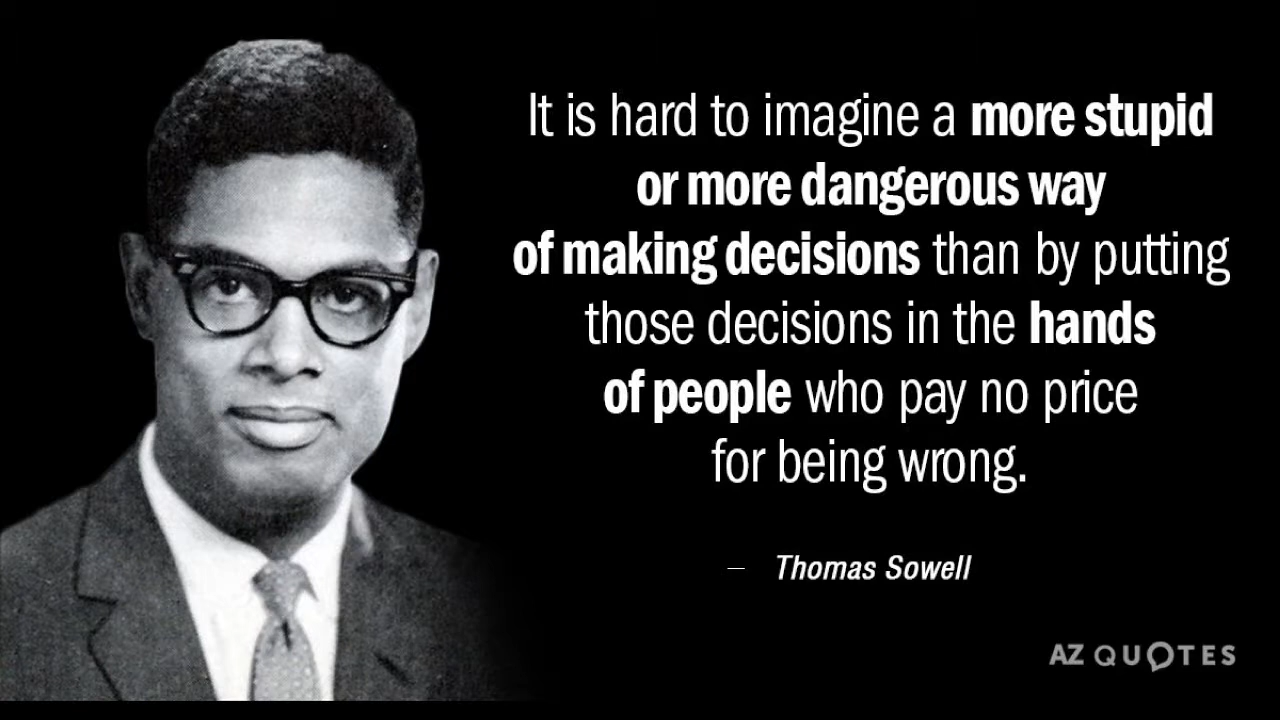 It is hard to imagine a more stupid
or more dangerous way
of making decisions than by putting
those decisions in the hands
of people who pay no price
for being wrong.
– Thomas Sowell
AZ QUOTES